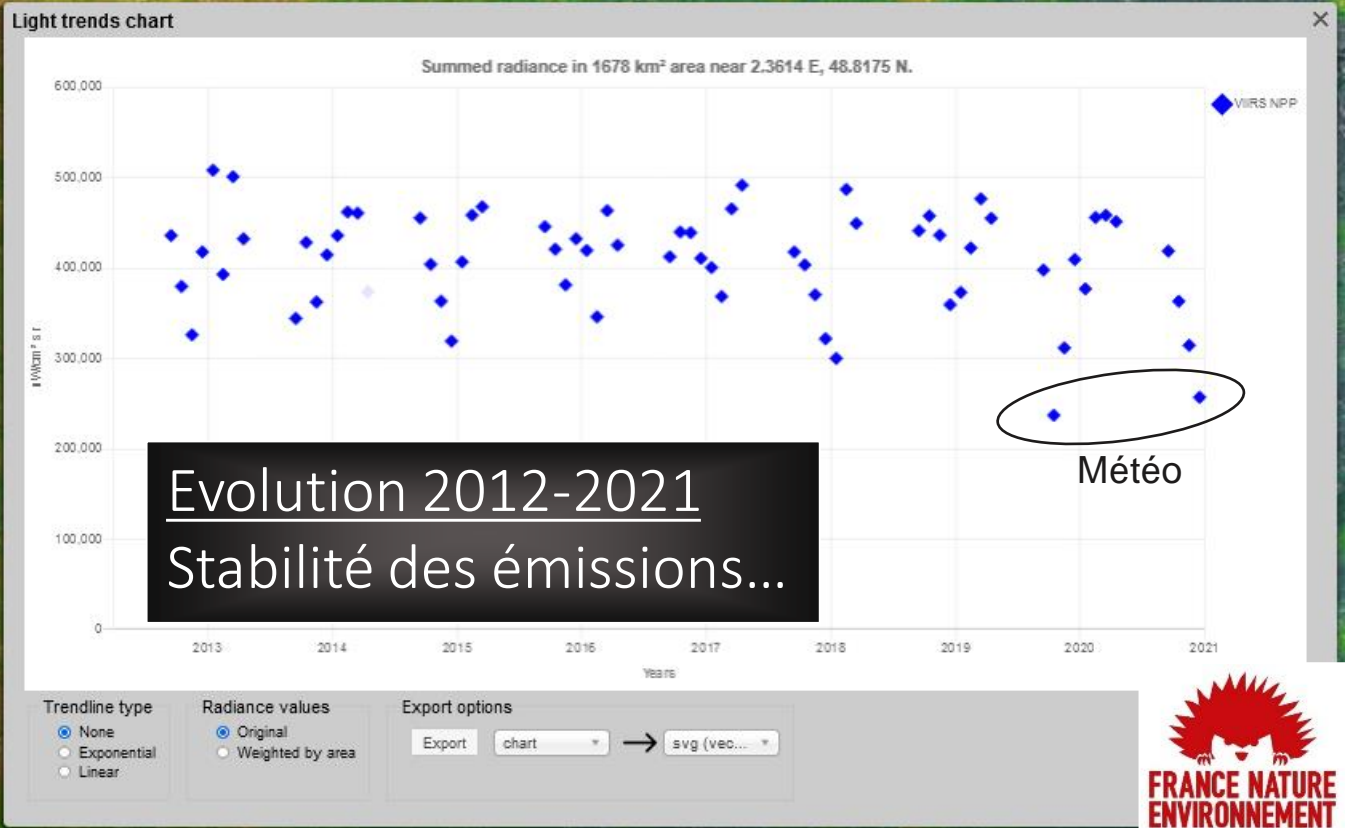 Light trends chart
×
Summed radiance in 1678 km² area near 2.3614 E, 48.8175 N.
VIIRS NPP
600,000
500,000
400,000
300,000
200,000
100,000
0
Météo
Evolution 2012-2021
Stabilité des émissions...
2013 2014 2015 2016 2017 2018 2019 2020 2021
Years
Trendline type
None
Exponential
Linear
Radiance values
Original
Weighted by area
Export options
Export chart → svg (vec...
FRANCE NATURE
ENVIRONNEMENT